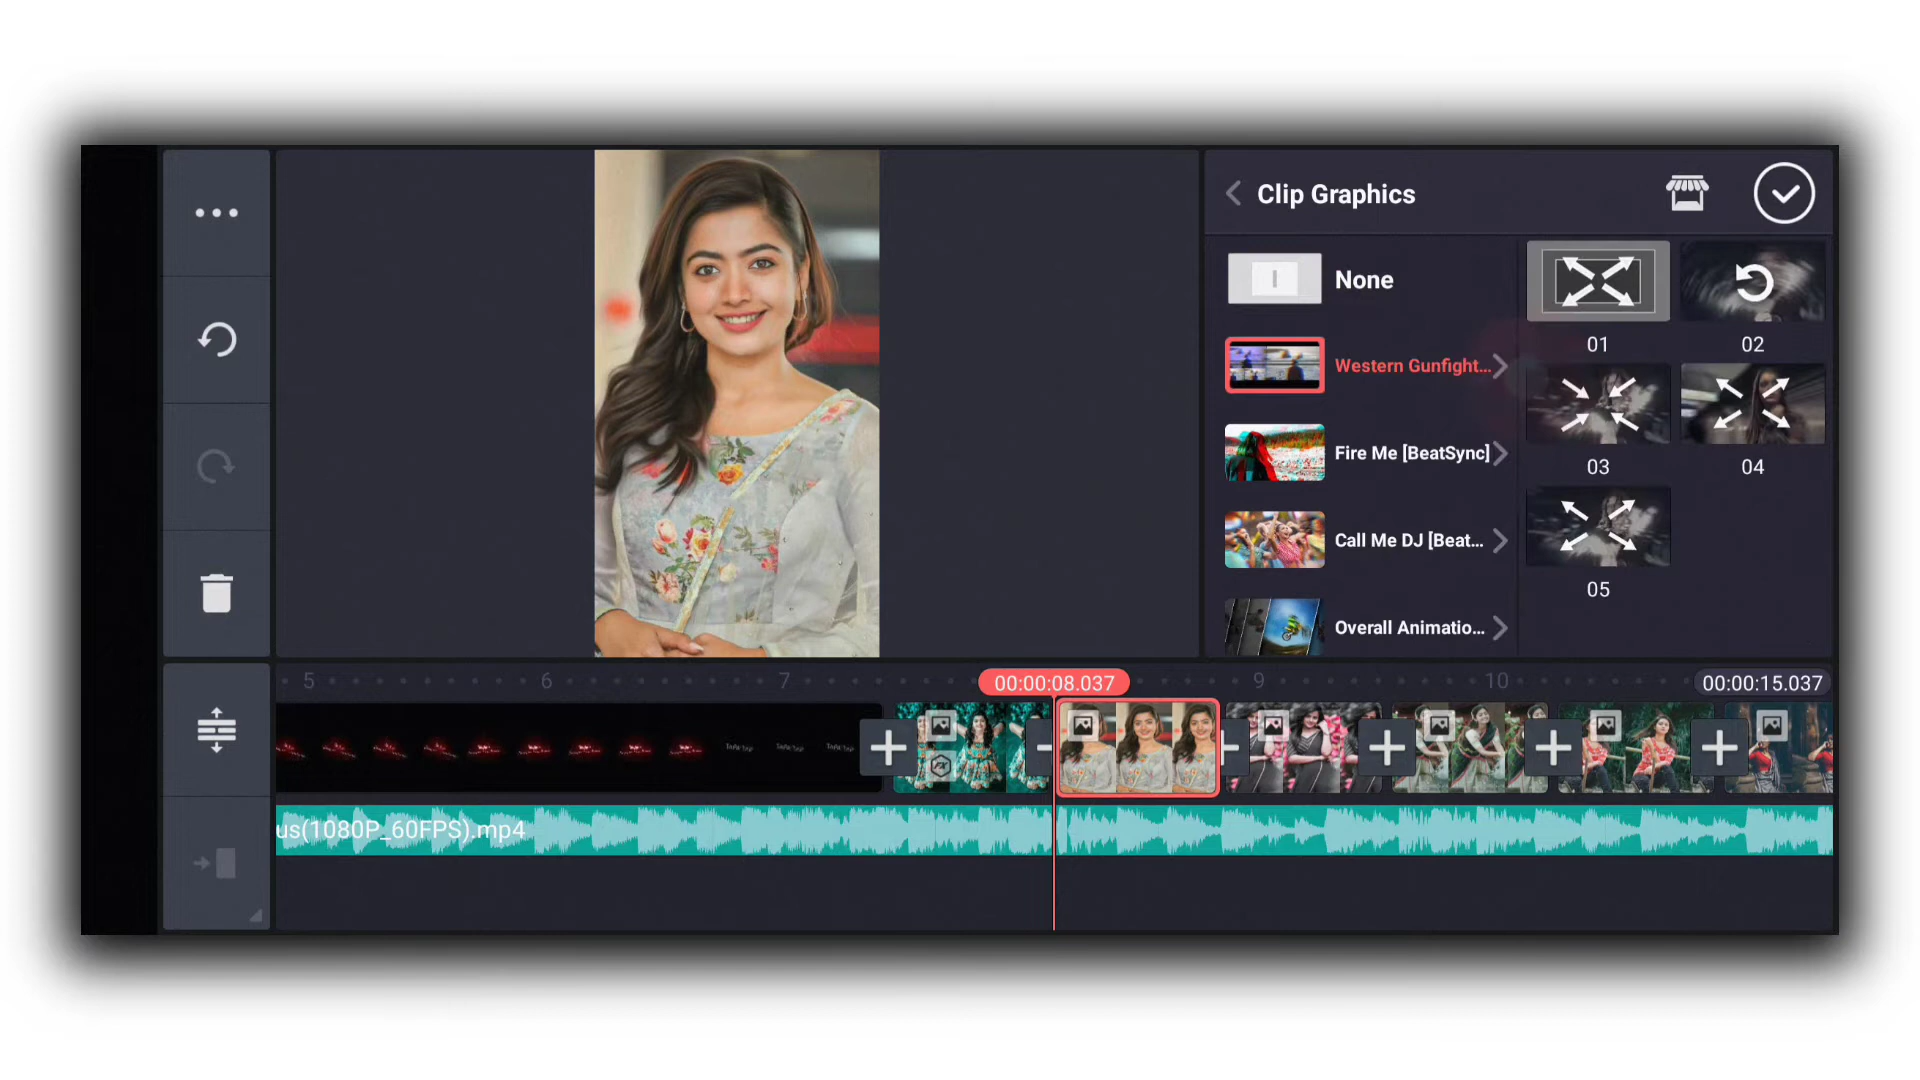 Clip Graphics
None
01
02
Western Gunfight...
Fire Me [BeatSync]
03
04
Call Me DJ [Beat...
05
Overall Animatio...
5
6
7
00:00:08.037
9
10
00:00:15.037
FX
us(1080P_60FPS).mp4